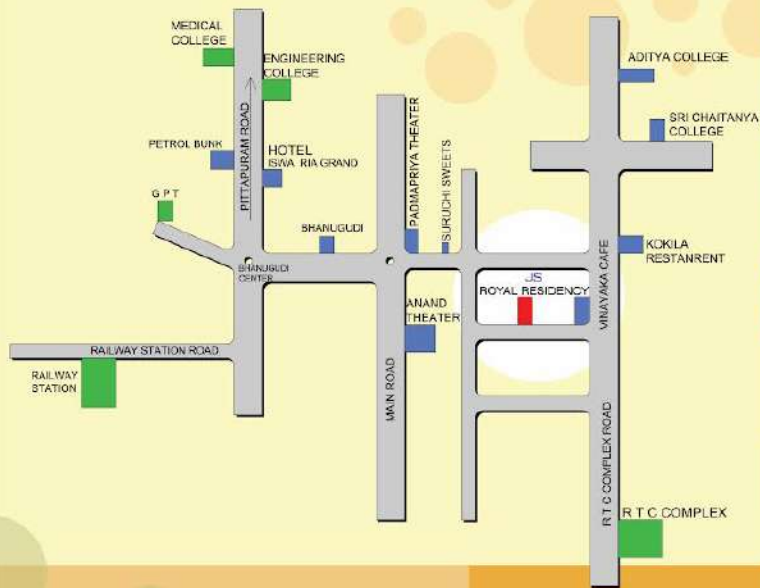 MEDICAL
COLLEGE
ENGINEERING
COLLEGE
ADITYA COLLEGE
SRI CHAITANYA
COLLEGE
PETROL BUNK
PITTAPURAM ROAD
HOTEL
ISWA RIA GRAND
PADMAPRIYA THEATER
SURUCHI SWEETS
G P T
BHANUGUDI
BHANUGUDI
CENTER
VINAYAKA CAFE
KOKILA
RESTANRENT
JS
ROYAL RESIDENCY
ANAND
THEATER
RAILWAY STATION ROAD
RAILWAY
STATION
MAIN ROAD
R T C COMPLEX ROAD
R T C COMPLEX